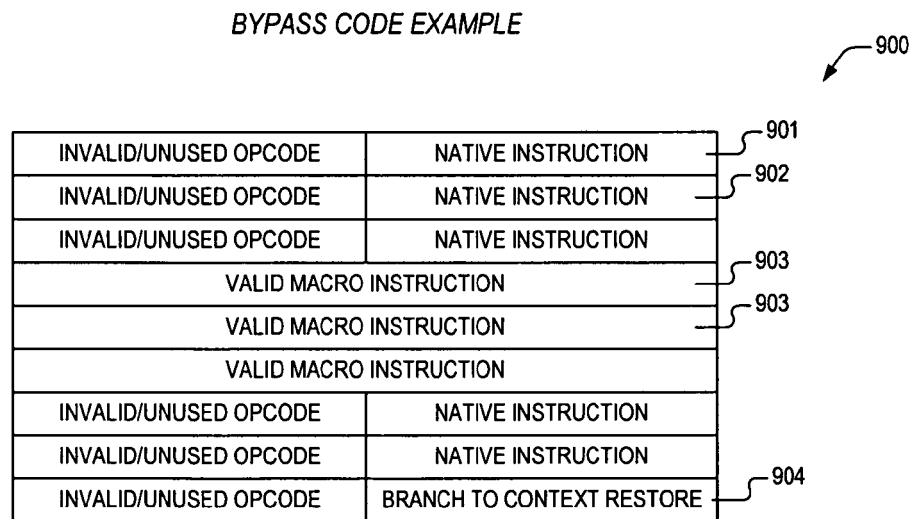 BYPASS CODE EXAMPLE
900
INVALID/UNUSED OPCODE NATIVE INSTRUCTION 901
INVALID/UNUSED OPCODE NATIVE INSTRUCTION 902
INVALID/UNUSED OPCODE NATIVE INSTRUCTION
VALID MACRO INSTRUCTION 903
VALID MACRO INSTRUCTION 903
VALID MACRO INSTRUCTION
INVALID/UNUSED OPCODE NATIVE INSTRUCTION
INVALID/UNUSED OPCODE NATIVE INSTRUCTION
INVALID/UNUSED OPCODE BRANCH TO CONTEXT RESTORE 904